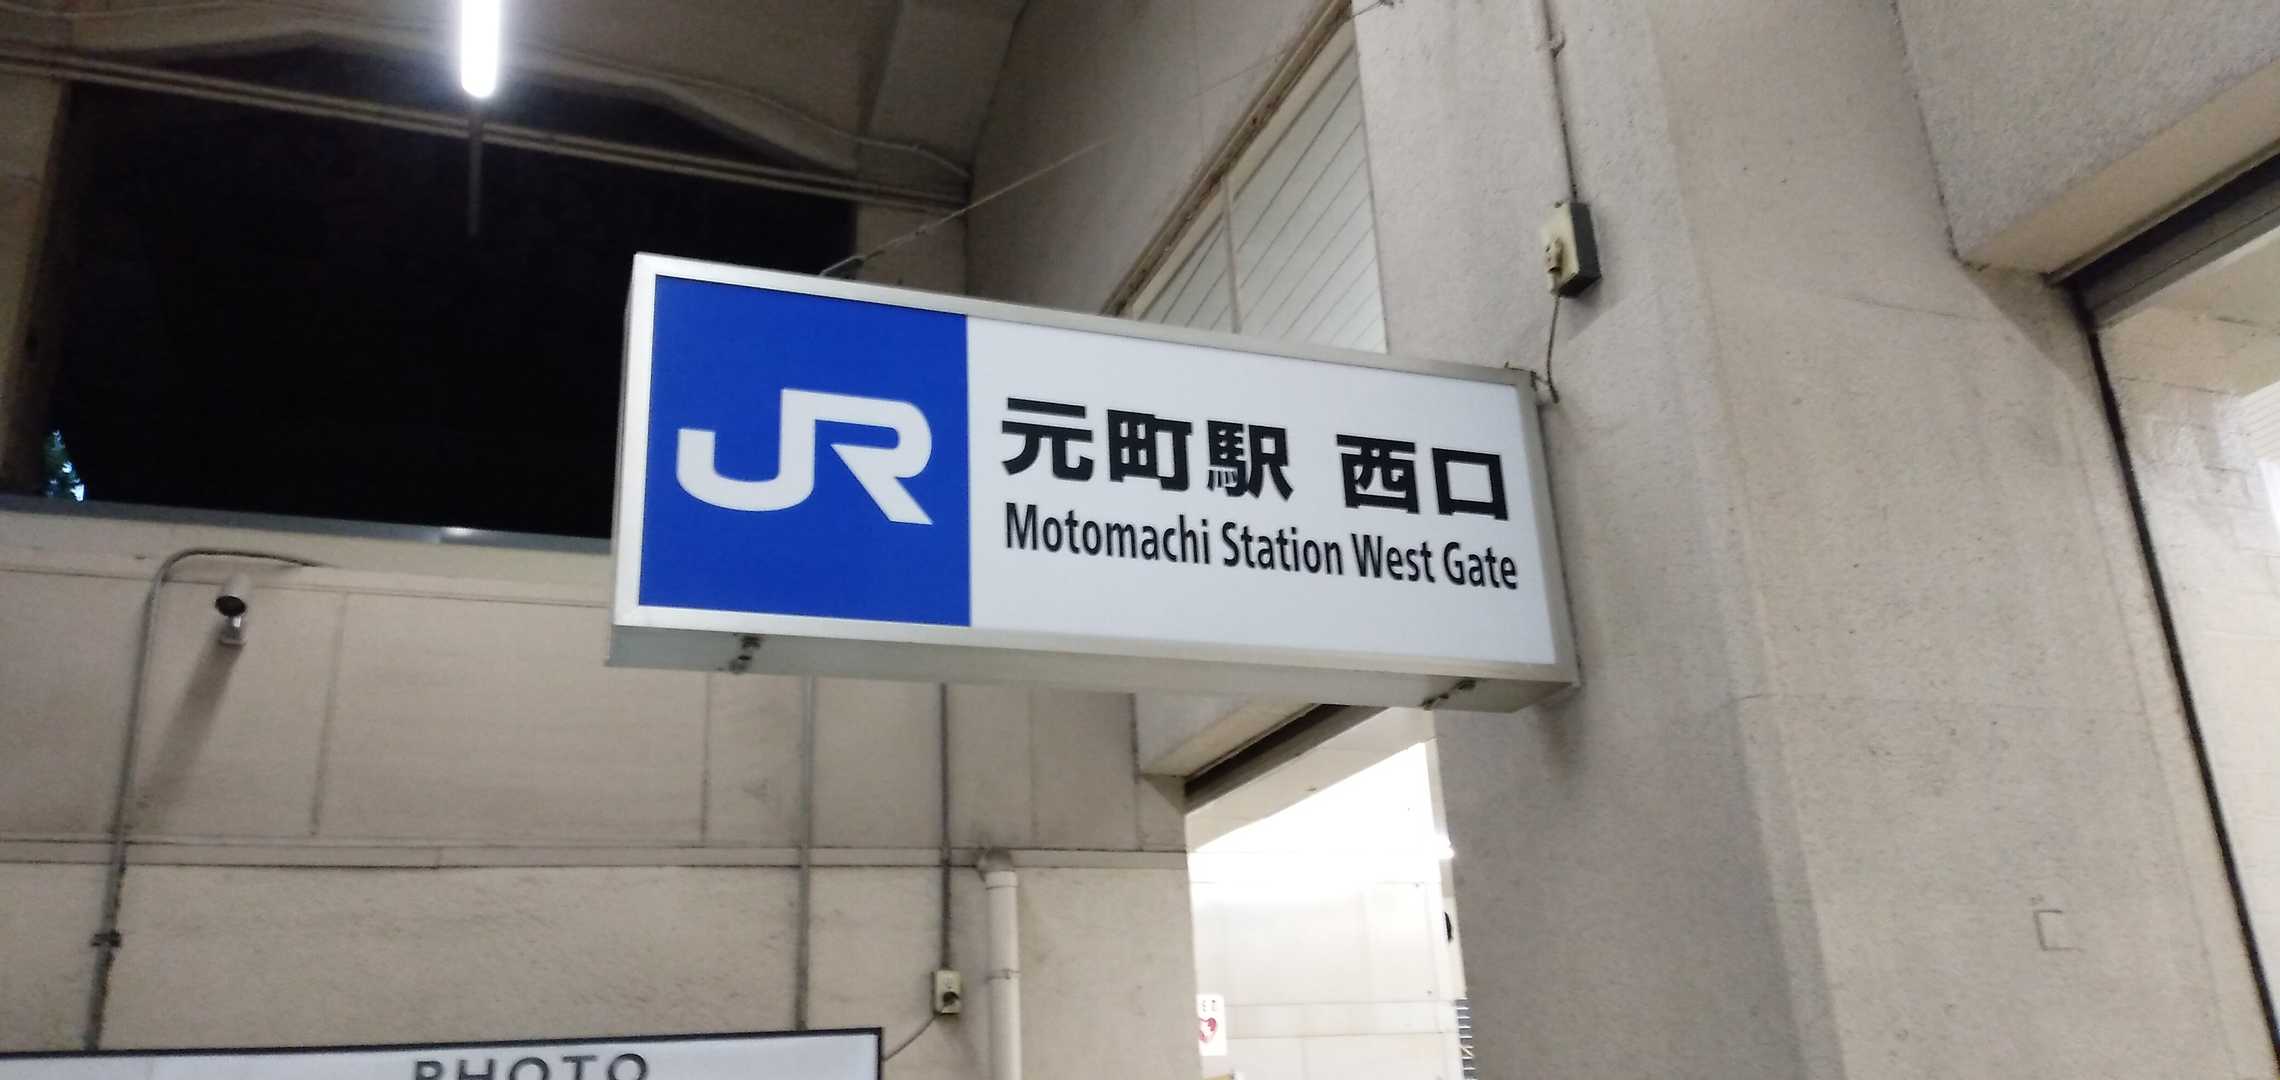 JR
元町駅 西口
Motomachi Station West Gate
PHOTO